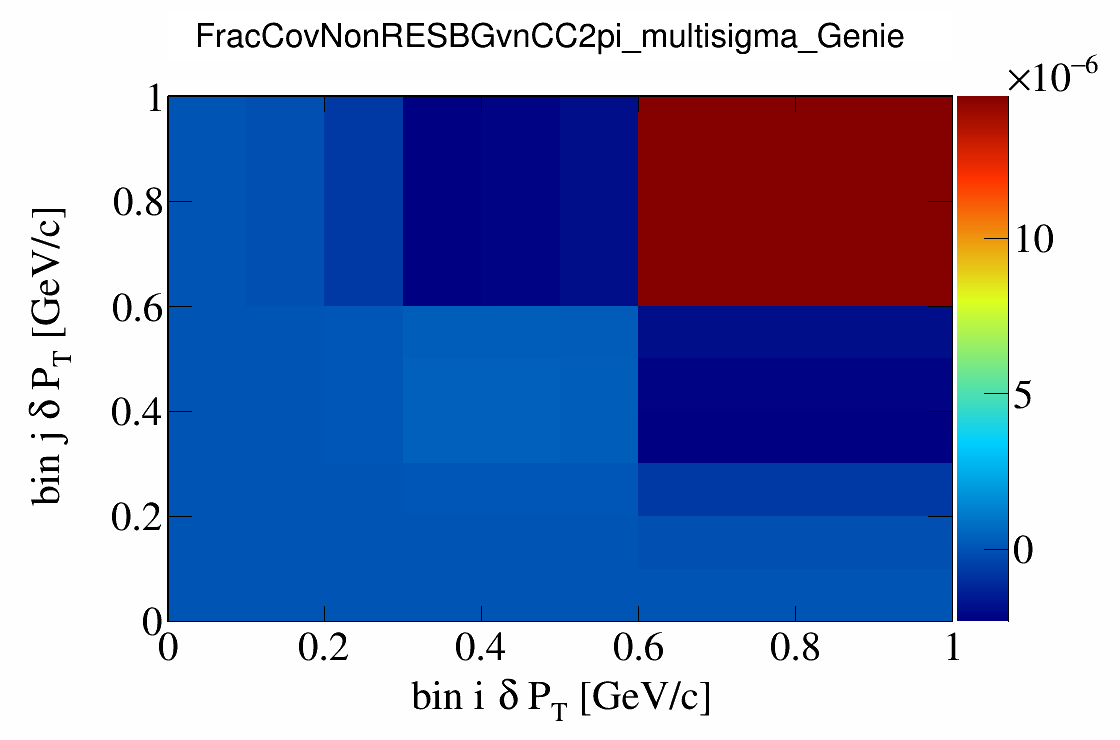 FracCovNonRESBGvnCC2pi_multisigma_Genie
×10⁻⁶
1
0.8
0.6
0.4
0.2
0
bin j δ P_T [GeV/c]
10
5
0
0 0.2 0.4 0.6 0.8 1
bin i δ P_T [GeV/c]